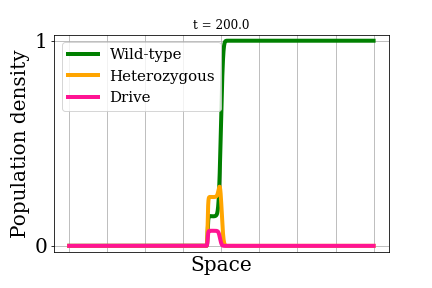 t = 200.0
1
Wild-type
Heterozygous
Drive
0
Population density
Space